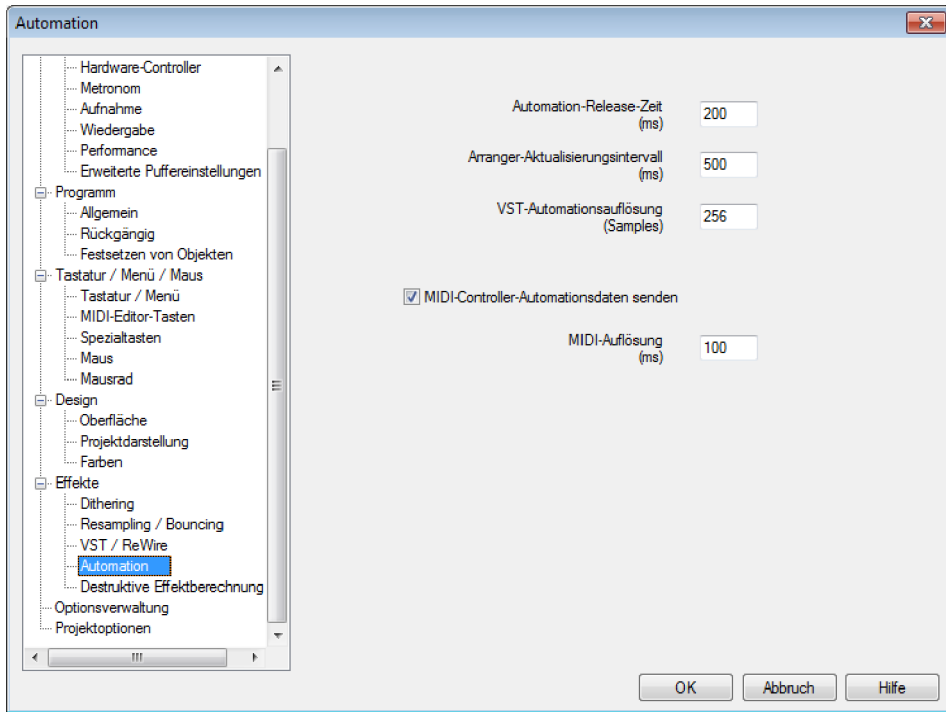 Automation
Hardware-Controller
Metronom
Aufnahme
Wiedergabe
Performance
Erweiterte Puffereinstellungen
Programm
Allgemein
Rückgängig
Festsetzen von Objekten
Tastatur / Menü / Maus
Tastatur / Menü
MIDI-Editor-Tasten
Spezialtasten
Maus
Mausrad
Design
Oberfläche
Projektdarstellung
Farben
Effekte
Dithering
Resampling / Bouncing
VST / ReWire
Automation
Destruktive Effektberechnung
Optionsverwaltung
Projektoptionen
Automation-Release-Zeit
(ms)
200
Arranger-Aktualisierungsintervall
(ms)
500
VST-Automationsauflösung
(Samples)
256
MIDI-Controller-Automationsdaten senden
MIDI-Auflösung
(ms)
100
OK
Abbruch
Hilfe